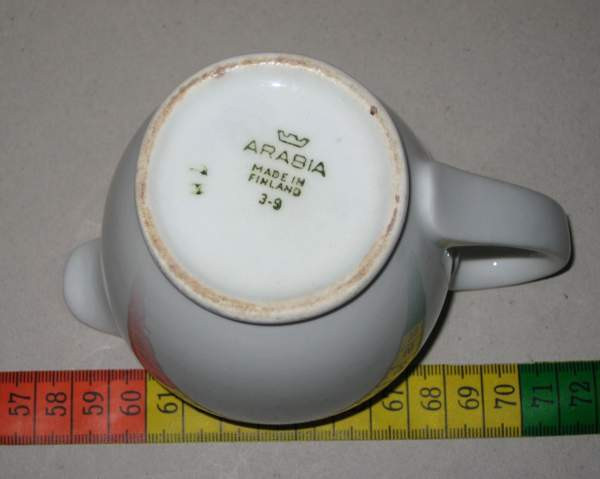 ARABIA
MADE IN
FINLAND
3-9
57 58 59 60 61 67 68 69 70 71 72